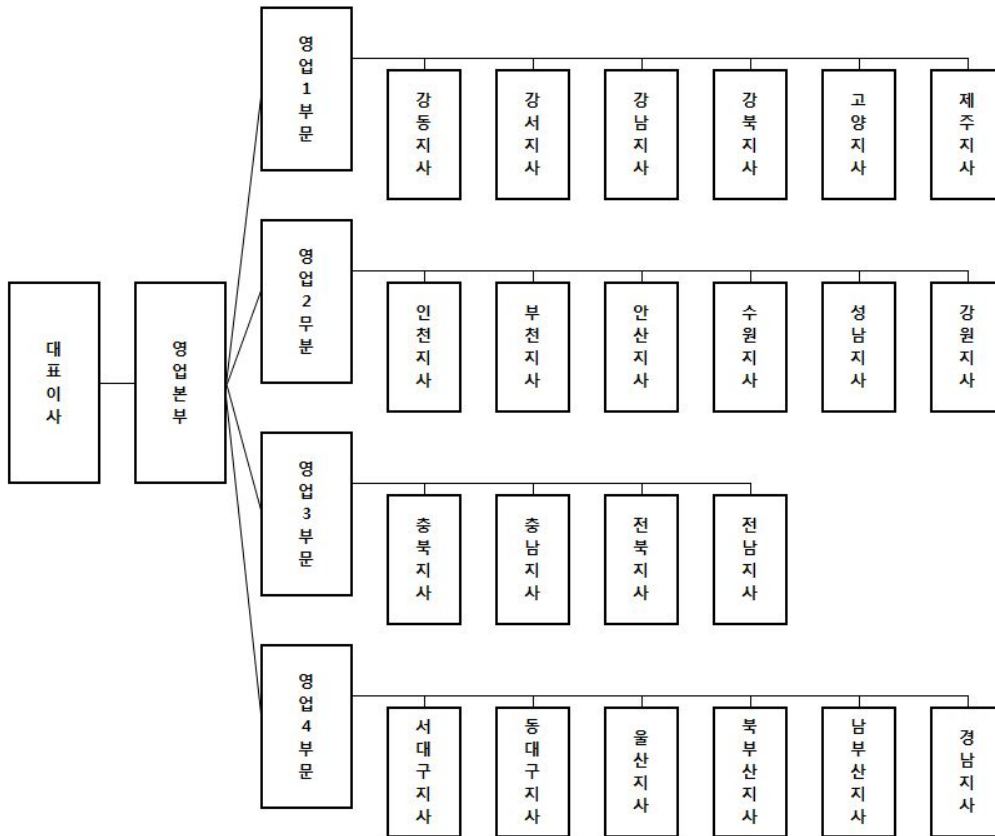 영업1부문
강동지사
강서지사
강남지사
강북지사
고양지사
제주지사
영업2무분
인천지사
부천지사
안산지사
수원지사
성남지사
강원지사
대표이사
영업본부
영업3부문
충북지사
충남지사
전북지사
전남지사
영업4부문
서대구지사
동대구지사
울산지사
북부산지사
남부산지사
경남지사